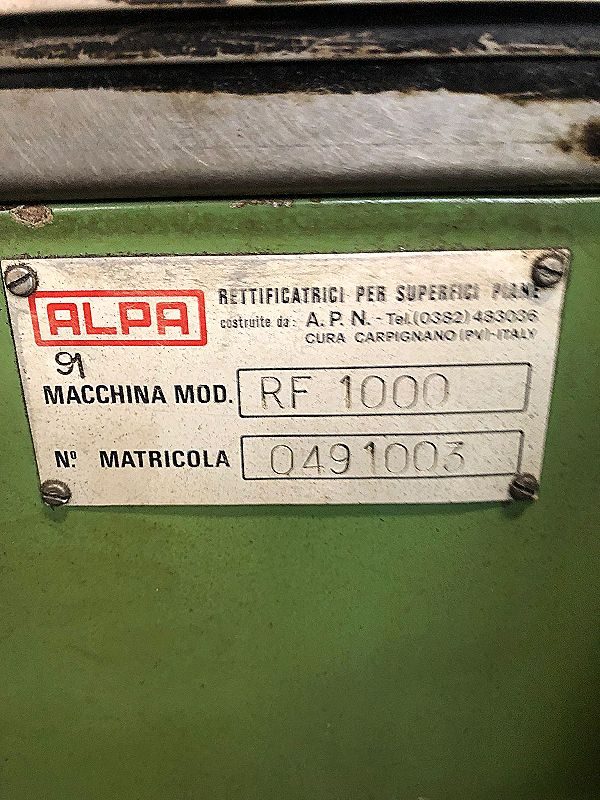 ALPA
RETTIFICATRICI PER SUPERFICI PIANE
costruite da: A. P. N. - Tel. (0382) 483036
CURA CARPIGNANO (PV)-ITALY
91
MACCHINA MOD. RF 1000
Nº MATRICOLA 0491003